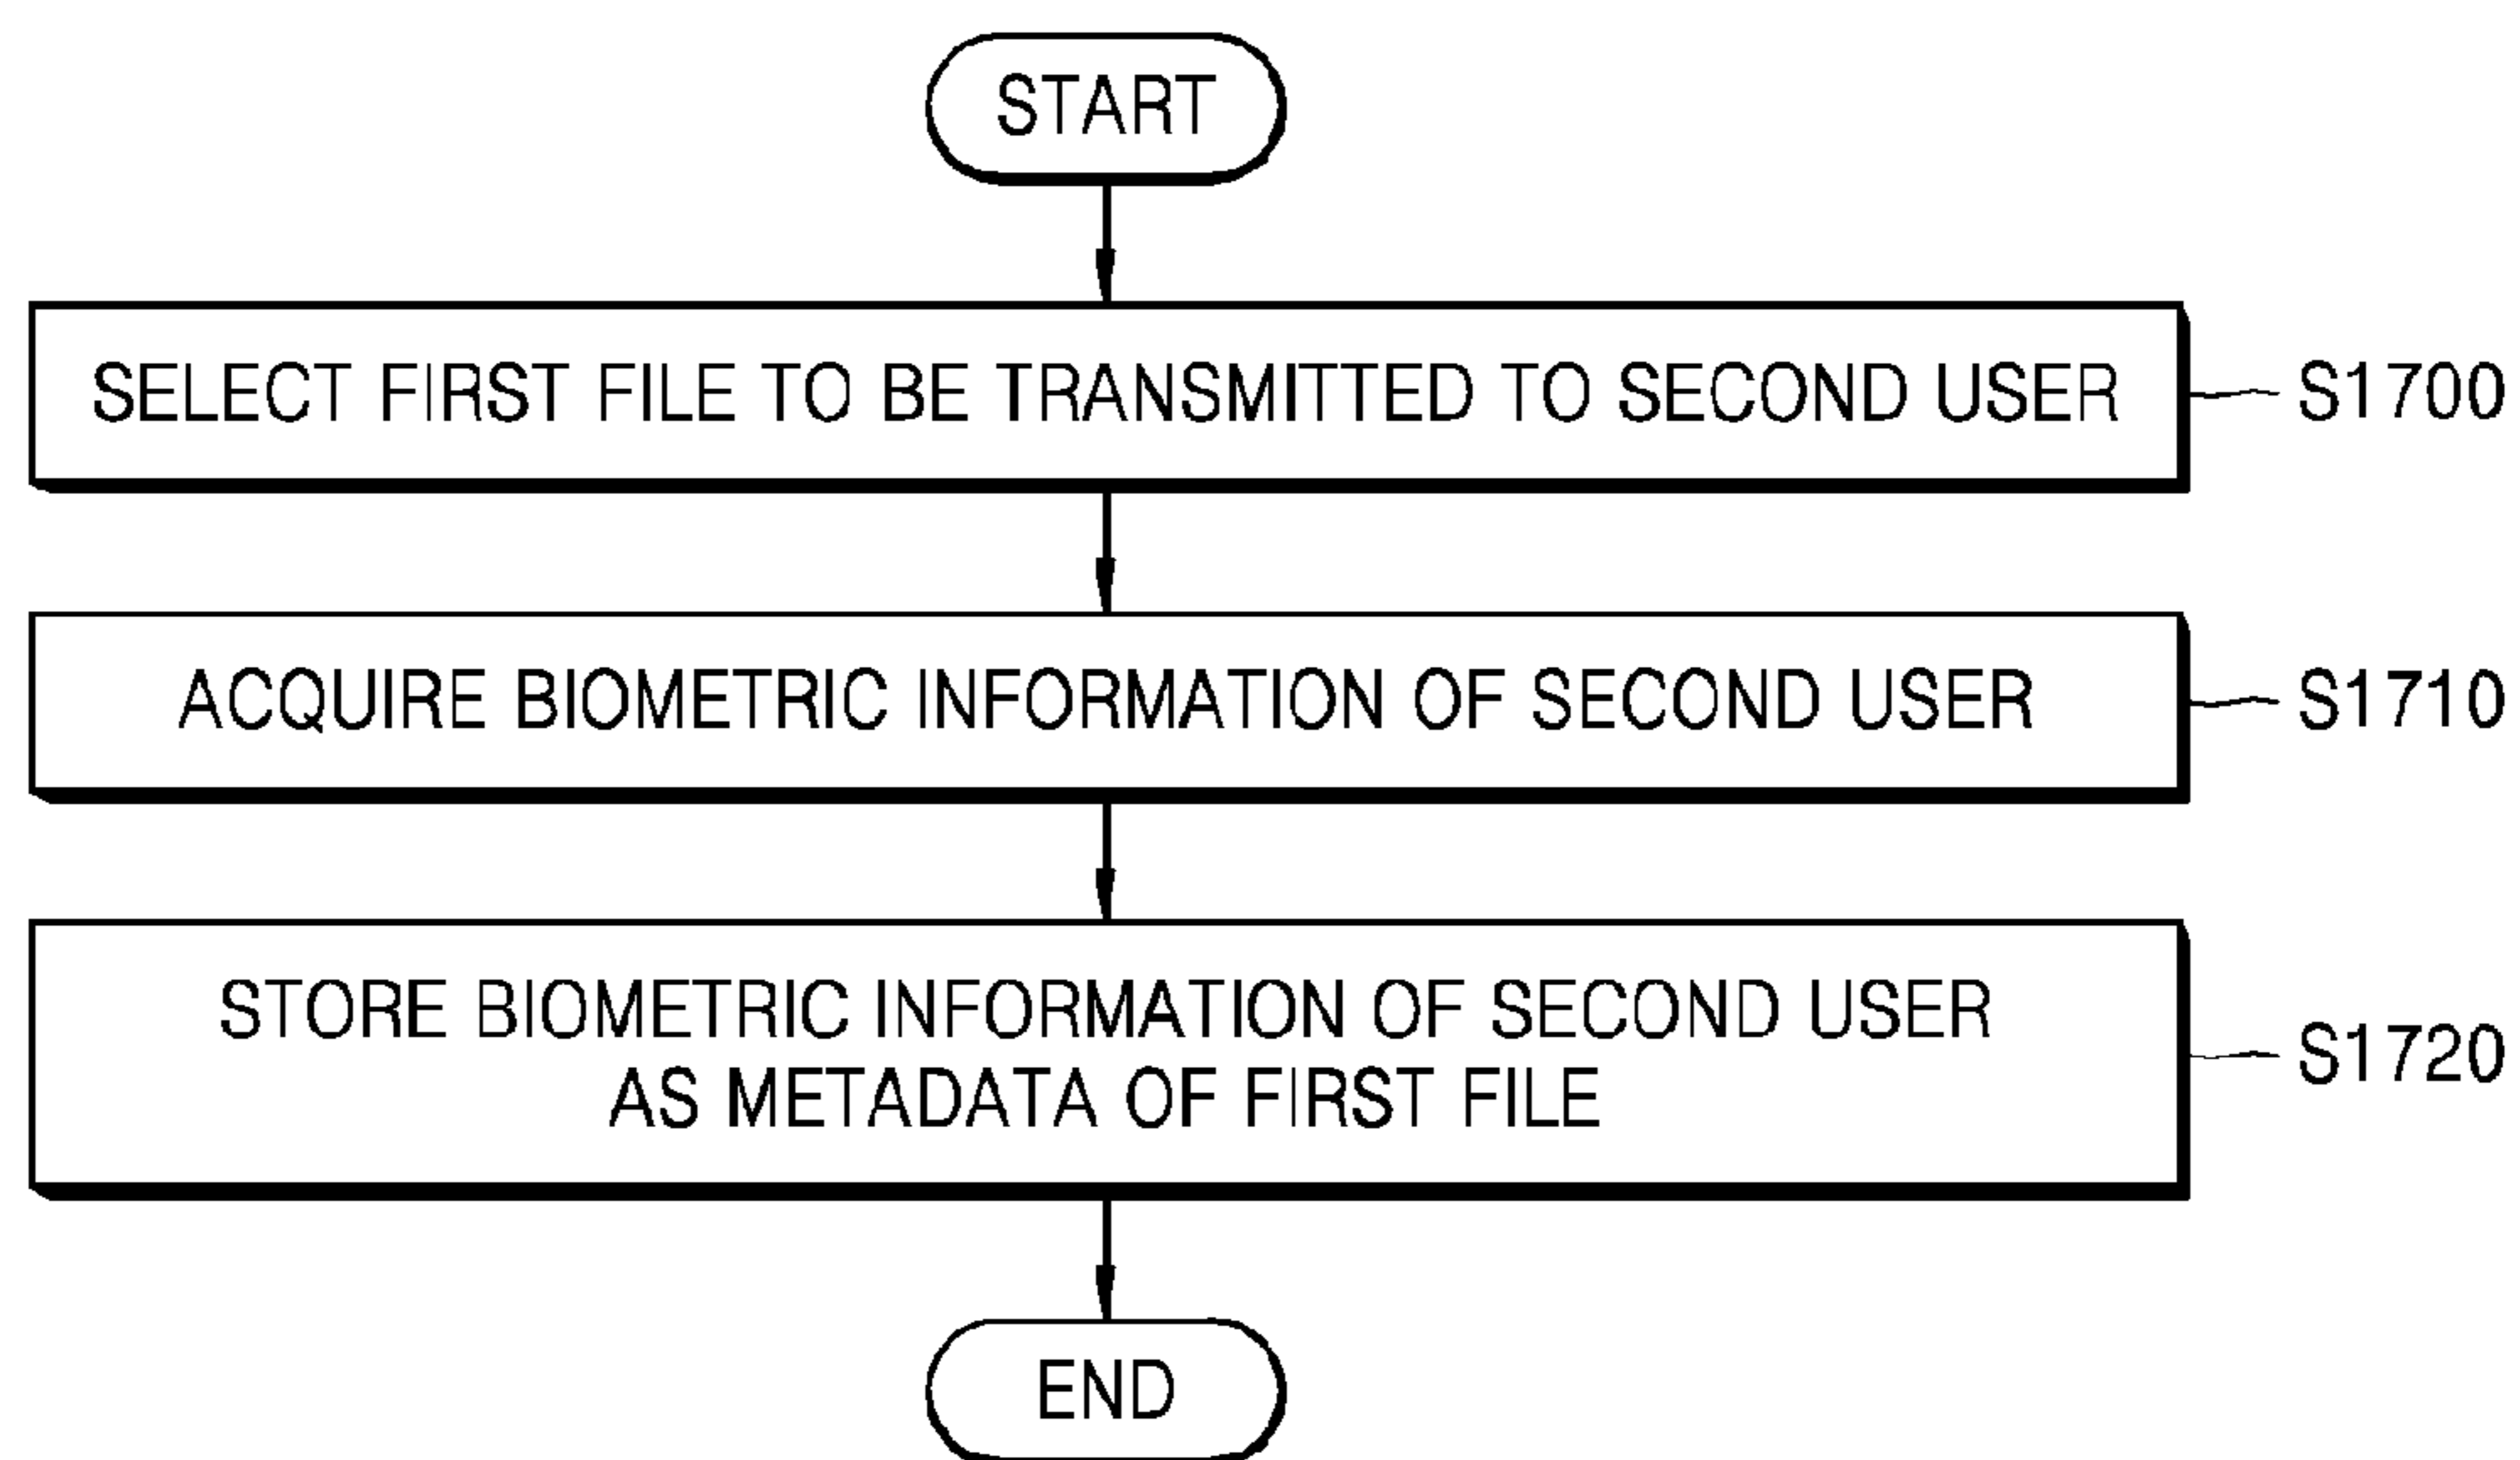 START
SELECT FIRST FILE TO BE TRANSMITTED TO SECOND USER
S1700
ACQUIRE BIOMETRIC INFORMATION OF SECOND USER
S1710
STORE BIOMETRIC INFORMATION OF SECOND USER
AS METADATA OF FIRST FILE
S1720
END